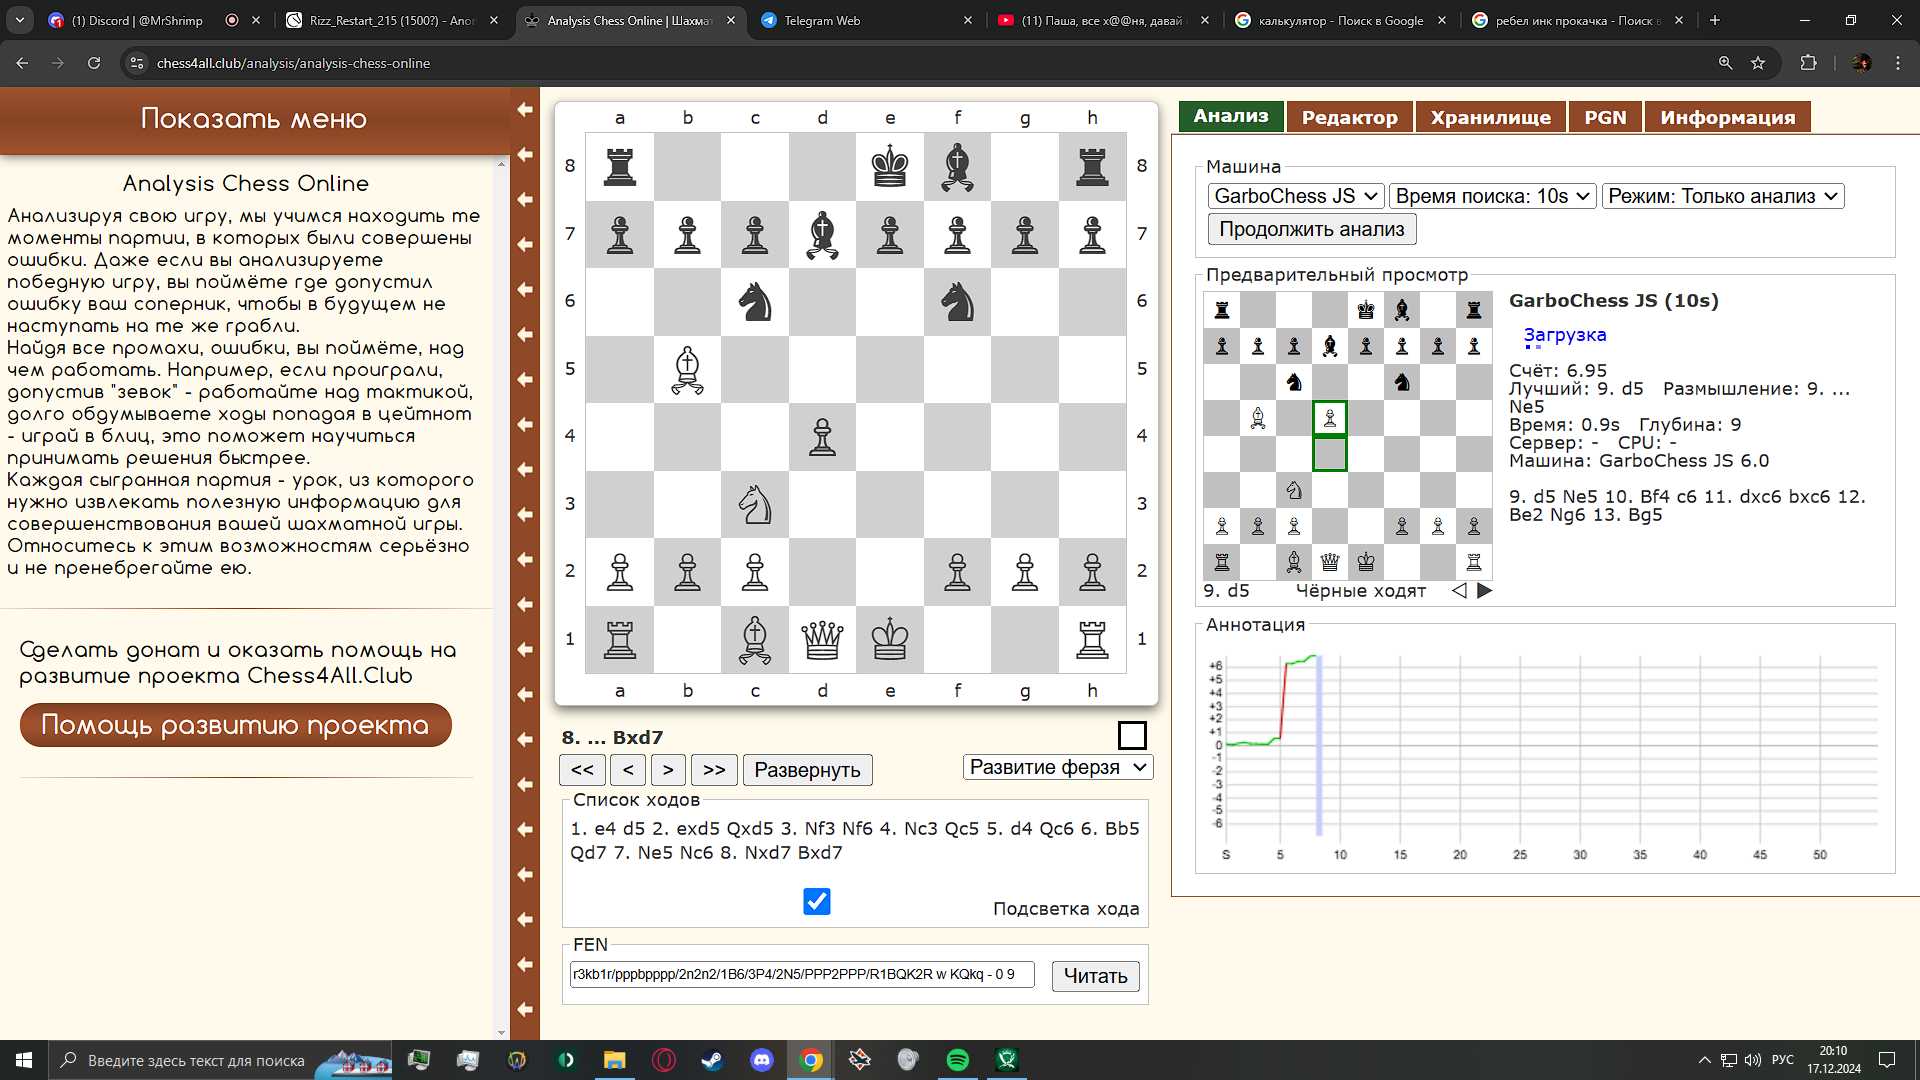 (1) Discord | @MrShrimp
Rizz_Restart_215 (1500?) - Anon
Analysis Chess Online | Шахмат
Telegram Web
(11) Паша, все х@@ня, давай
калькулятор - Поиск в Google
ребел инк прокачка - Поиск в
chess4all.club/analysis/analysis-chess-online
Показать меню
Analysis Chess Online
Анализируя свою игру, мы учимся находить те
моменты партии, в которых были совершены
ошибки. Даже если вы анализируете
победную игру, вы поймёте где допустил
ошибку ваш соперник, чтобы в будущем не
наступать на те же грабли.
Найдя все промахи, ошибки, вы поймёте, над
чем работать. Например, если проиграли,
допустив "зевок" - работайте над тактикой,
долго обдумываете ходы попадая в цейтнот
- играй в блиц, это поможет научиться
принимать решения быстрее.
Каждая сыгранная партия - урок, из которого
нужно извлекать полезную информацию для
совершенствования вашей шахматной игры.
Относитесь к этим возможностям серьёзно
и не пренебрегайте ею.
Сделать донат и оказать помощь на
развитие проекта Chess4All.Club
Помощь развитию проекта
a b c d e f g h
8 8
7 7
6 6
5 5
4 4
3 3
2 2
1 1
a b c d e f g h
8. ... Bxd7
<< < > >> Развернуть Развитие ферзя
Список ходов
1. e4 d5 2. exd5 Qxd5 3. Nf3 Nf6 4. Nc3 Qc5 5. d4 Qc6 6. Bb5
Qd7 7. Ne5 Nc6 8. Nxd7 Bxd7
Подсветка хода
FEN
r3kb1r/pppbpppp/2n2n2/1B6/3P4/2N5/PPP2PPP/R1BQK2R w KQkq - 0 9 Читать
Анализ Редактор Хранилище PGN Информация
Машина
GarboChess JS Время поиска: 10s Режим: Только анализ
Продолжить анализ
Предварительный просмотр
GarboChess JS (10s)
Загрузка
Счёт: 6.95
Лучший: 9. d5 Размышление: 9. ...
Ne5
Время: 0.9s Глубина: 9
Сервер: - CPU: -
Машина: GarboChess JS 6.0
9. d5 Ne5 10. Bf4 c6 11. dxc6 bxc6 12.
Be2 Ng6 13. Bg5
9. d5 Чёрные ходят
Аннотация
+6
+5
+4
+3
+2
+1
0
-1
-2
-3
-4
-5
-6
S 5 10 15 20 25 30 35 40 45 50
Введите здесь текст для поиска
РУС
20:10
17.12.2024